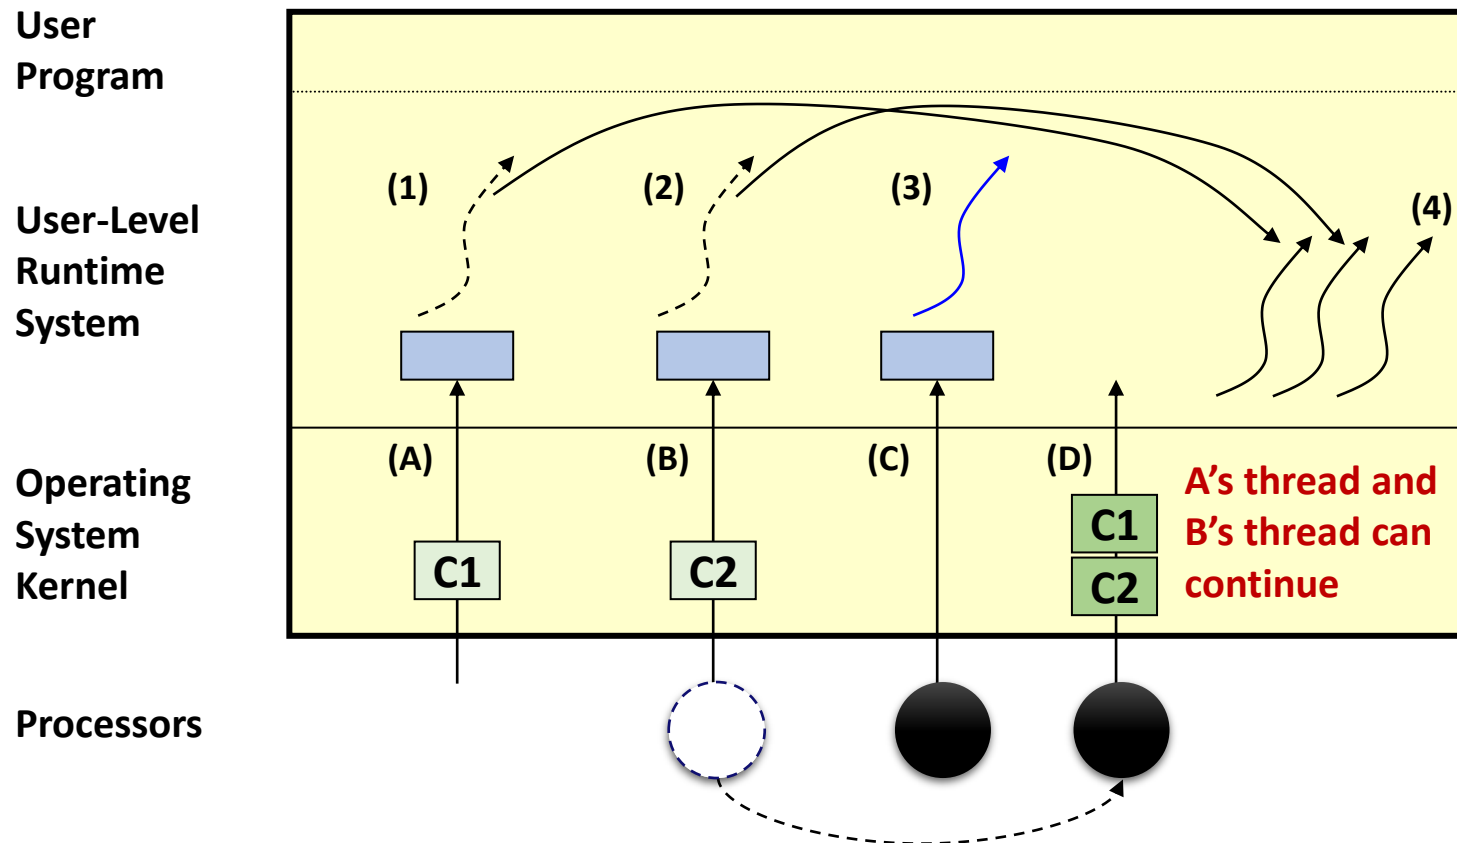 User
Program
(1)
(2)
(3)
(4)
User-Level
Runtime
System
(A)
(B)
(C)
(D)
Operating
System
Kernel
C1
C2
C1
C2
A’s thread and
B’s thread can
continue
Processors